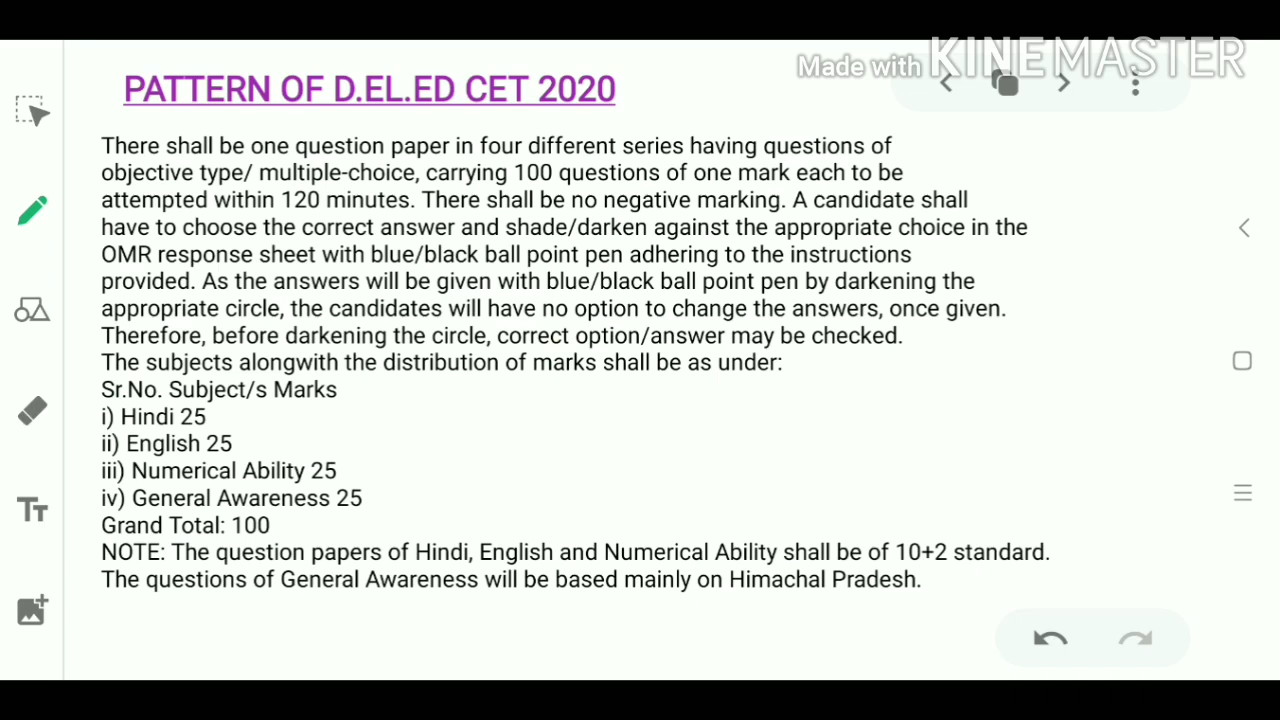 Made with KINEMASTER
PATTERN OF D.EL.ED CET 2020
There shall be one question paper in four different series having questions of
objective type/ multiple-choice, carrying 100 questions of one mark each to be
attempted within 120 minutes. There shall be no negative marking. A candidate shall
have to choose the correct answer and shade/darken against the appropriate choice in the
OMR response sheet with blue/black ball point pen adhering to the instructions
provided. As the answers will be given with blue/black ball point pen by darkening the
appropriate circle, the candidates will have no option to change the answers, once given.
Therefore, before darkening the circle, correct option/answer may be checked.
The subjects alongwith the distribution of marks shall be as under:
Sr.No. Subject/s Marks
i) Hindi 25
ii) English 25
iii) Numerical Ability 25
iv) General Awareness 25
Grand Total: 100
NOTE: The question papers of Hindi, English and Numerical Ability shall be of 10+2 standard.
The questions of General Awareness will be based mainly on Himachal Pradesh.
TT